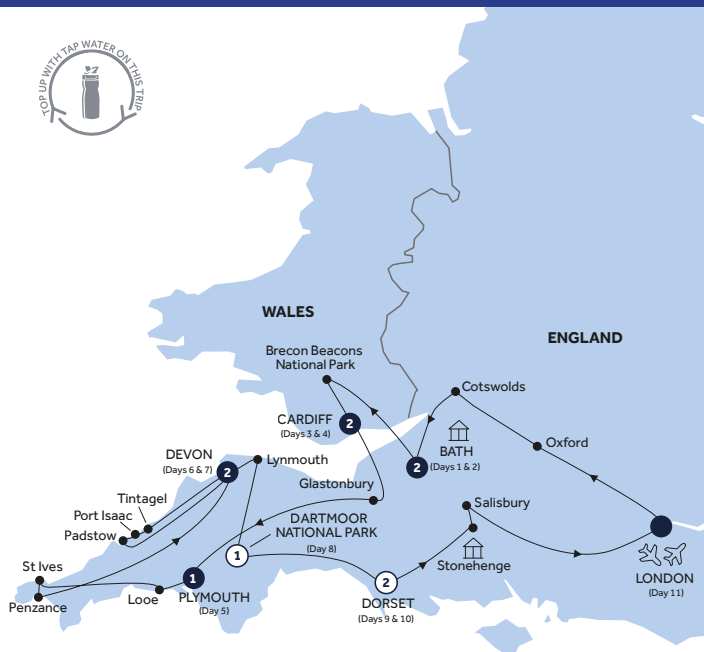 TOP UP WITH TAP WATER ON THIS TRIP
WALES
ENGLAND
Brecon Beacons
National Park
Cotswolds
CARDIFF
(Days 3 & 4)
2
BATH
(Days 1 & 2)
2
Oxford
DEVON
(Days 6 & 7)
2
Lynmouth
Glastonbury
Tintagel
Port Isaac
Padstow
Salisbury
DARTMOOR
NATIONAL PARK
(Day 8)
1
Stonehenge
St Ives
Penzance
Looe
1
PLYMOUTH
(Day 5)
2
DORSET
(Days 9 & 10)
LONDON
(Day 11)